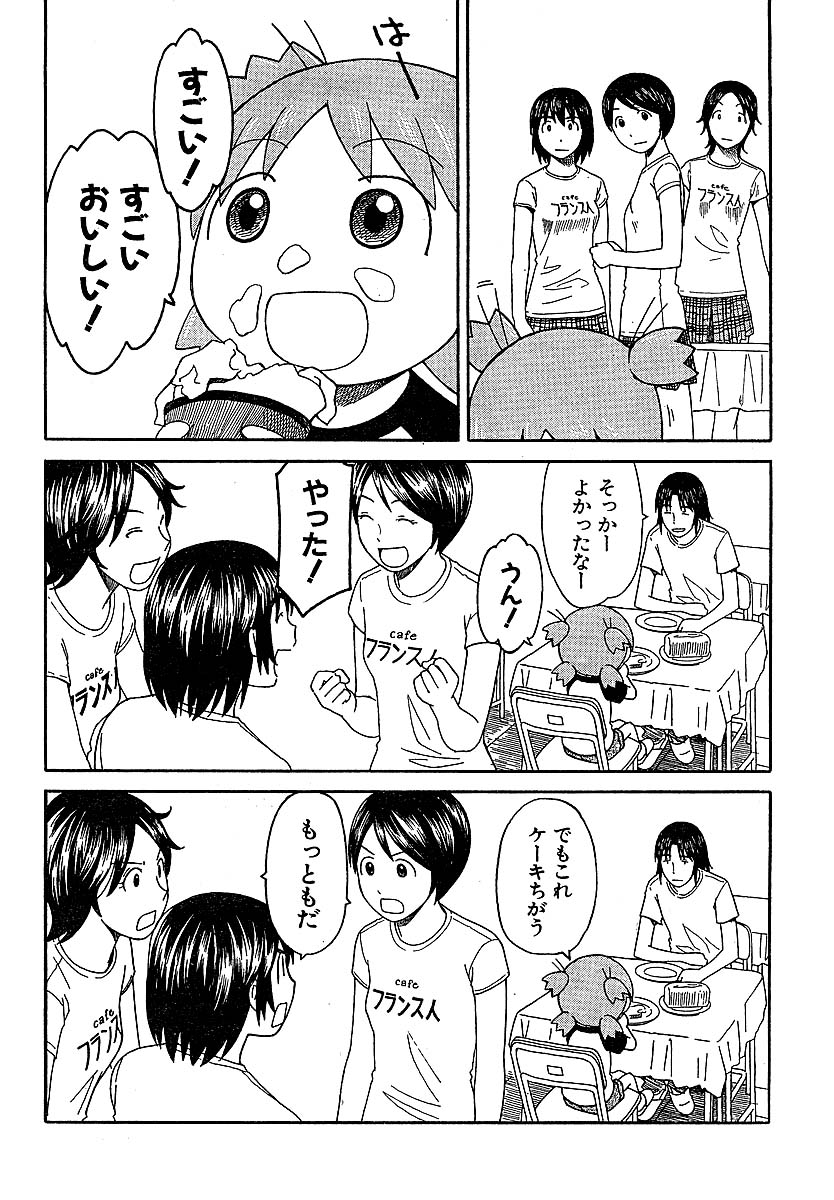 cafe
フランス人
cafe
フランス人
はー
すごい！
すごい
おいしい！
そっかー
よかったなー
うん！
やった！
cafe
フランス人
cafe
フランス
でもこれ
ケーキちがう
もっともだ
cafe
フランス人
cafe
フランス